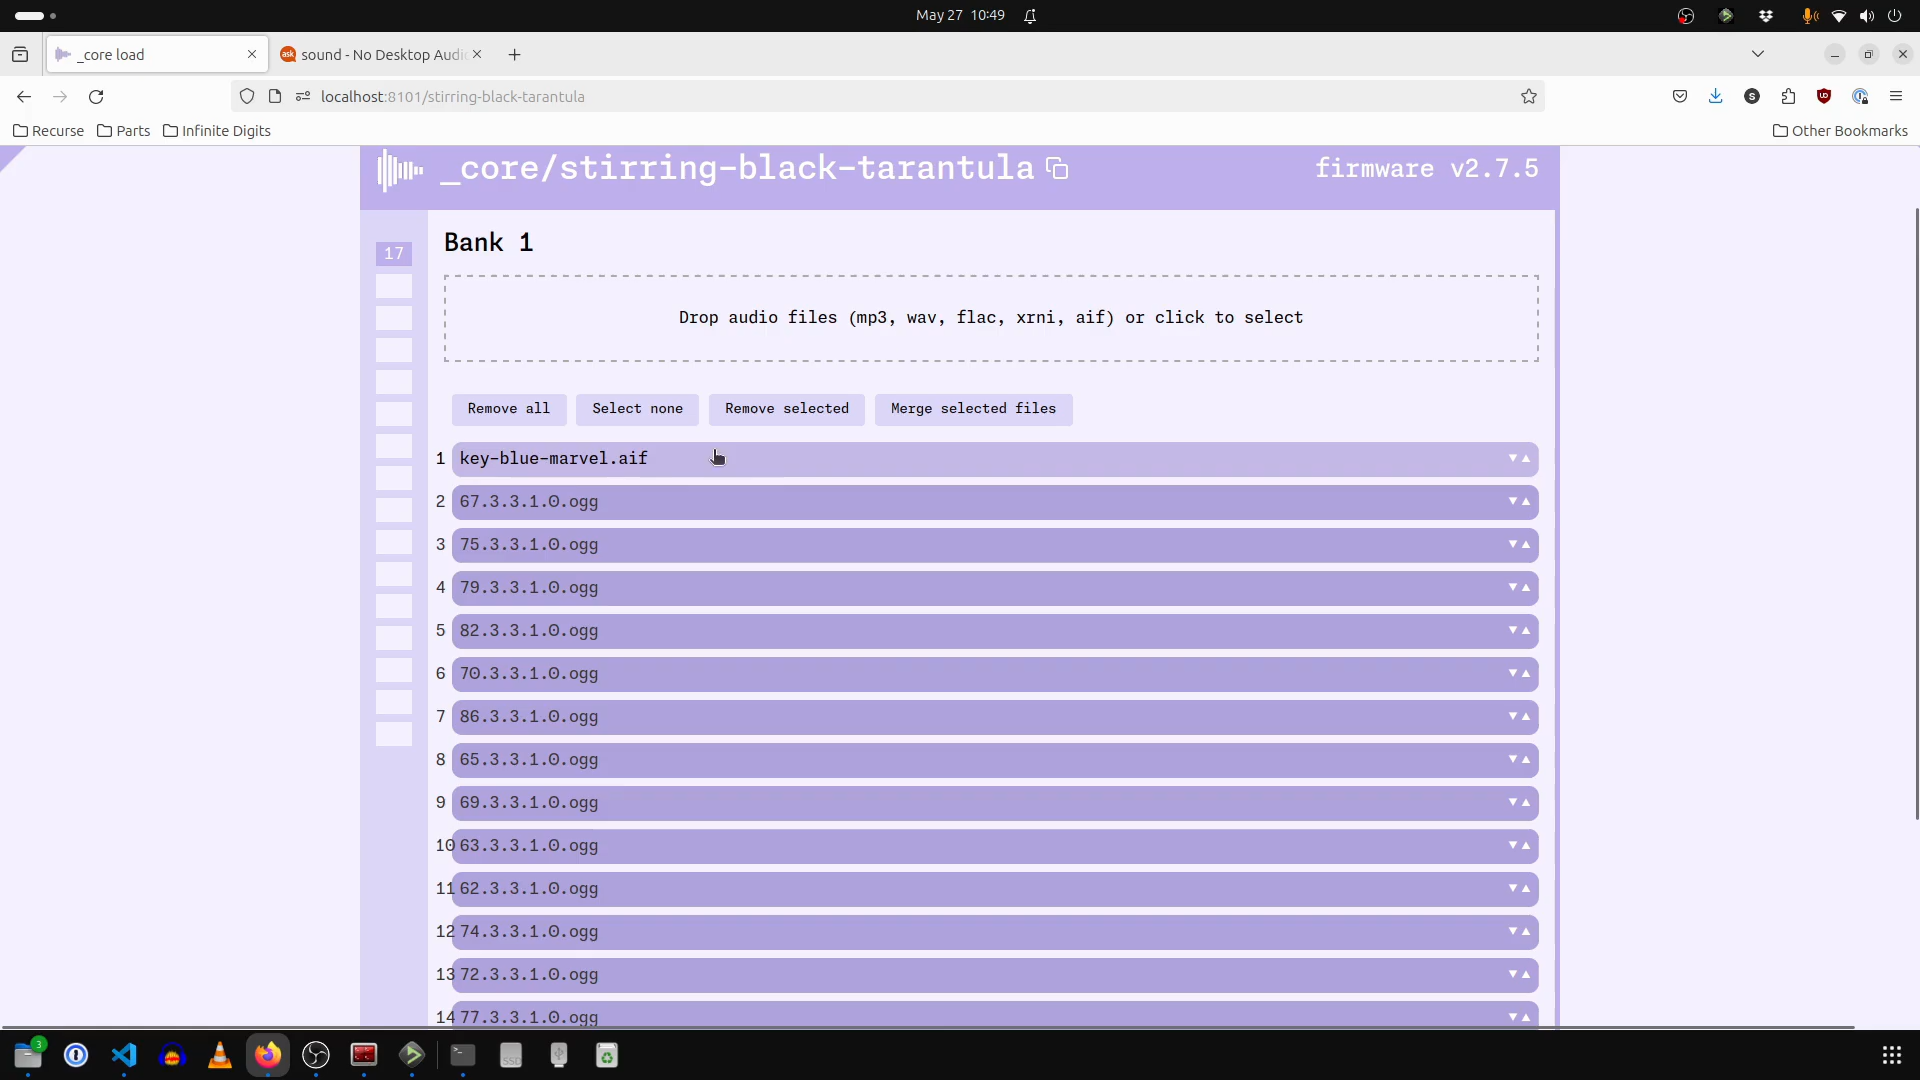 May 27 10:49
_core load
sound - No Desktop Audi
localhost:8101/stirring-black-tarantula
Recurse
Parts
Infinite Digits
Other Bookmarks
_core/stirring-black-tarantula
firmware v2.7.5
17
Bank 1
Drop audio files (mp3, wav, flac, xrni, aif) or click to select
Remove all
Select none
Remove selected
Merge selected files
1 key-blue-marvel.aif
2 67.3.3.1.0.ogg
3 75.3.3.1.0.ogg
4 79.3.3.1.0.ogg
5 82.3.3.1.0.ogg
6 70.3.3.1.0.ogg
7 86.3.3.1.0.ogg
8 65.3.3.1.0.ogg
9 69.3.3.1.0.ogg
10 63.3.3.1.0.ogg
11 62.3.3.1.0.ogg
12 74.3.3.1.0.ogg
13 72.3.3.1.0.ogg
14 77.3.3.1.0.ogg
3